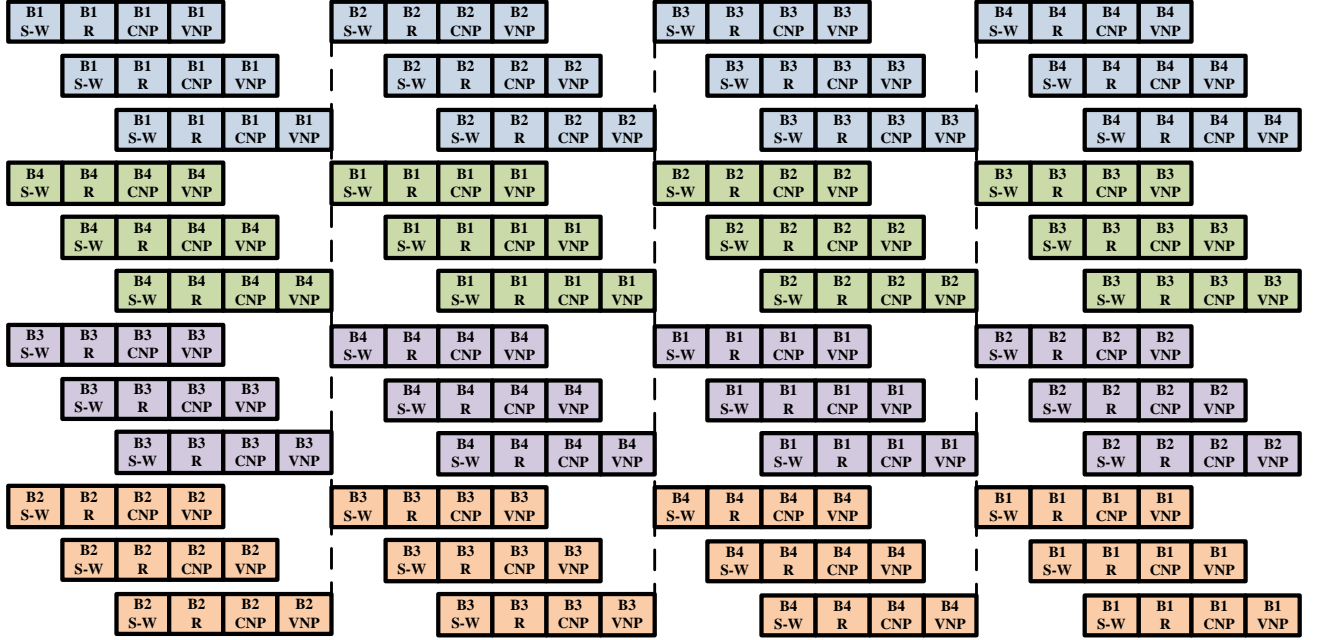 B1 B1 B1 B1 B2 B2 B2 B2 B3 B3 B3 B3 B4 B4 B4 B4
S-W R CNP VNP S-W R CNP VNP S-W R CNP VNP S-W R CNP VNP
B1 B1 B1 B1 B2 B2 B2 B2 B3 B3 B3 B3 B4 B4 B4 B4
S-W R CNP VNP S-W R CNP VNP S-W R CNP VNP S-W R CNP VNP
B1 B1 B1 B1 B2 B2 B2 B2 B3 B3 B3 B3 B4 B4 B4 B4
S-W R CNP VNP S-W R CNP VNP S-W R CNP VNP S-W R CNP VNP
B4 B4 B4 B4 B1 B1 B1 B1 B2 B2 B2 B2 B3 B3 B3 B3
S-W R CNP VNP S-W R CNP VNP S-W R CNP VNP S-W R CNP VNP
B4 B4 B4 B4 B1 B1 B1 B1 B2 B2 B2 B2 B3 B3 B3 B3
S-W R CNP VNP S-W R CNP VNP S-W R CNP VNP S-W R CNP VNP
B4 B4 B4 B4 B1 B1 B1 B1 B2 B2 B2 B2 B3 B3 B3 B3
S-W R CNP VNP S-W R CNP VNP S-W R CNP VNP S-W R CNP VNP
B3 B3 B3 B3 B4 B4 B4 B4 B1 B1 B1 B1 B2 B2 B2 B2
S-W R CNP VNP S-W R CNP VNP S-W R CNP VNP S-W R CNP VNP
B3 B3 B3 B3 B4 B4 B4 B4 B1 B1 B1 B1 B2 B2 B2 B2
S-W R CNP VNP S-W R CNP VNP S-W R CNP VNP S-W R CNP VNP
B3 B3 B3 B3 B4 B4 B4 B4 B1 B1 B1 B1 B2 B2 B2 B2
S-W R CNP VNP S-W R CNP VNP S-W R CNP VNP S-W R CNP VNP
B2 B2 B2 B2 B3 B3 B3 B3 B4 B4 B4 B4 B1 B1 B1 B1
S-W R CNP VNP S-W R CNP VNP S-W R CNP VNP S-W R CNP VNP
B2 B2 B2 B2 B3 B3 B3 B3 B4 B4 B4 B4 B1 B1 B1 B1
S-W R CNP VNP S-W R CNP VNP S-W R CNP VNP S-W R CNP VNP
B2 B2 B2 B2 B3 B3 B3 B3 B4 B4 B4 B4 B1 B1 B1 B1
S-W R CNP VNP S-W R CNP VNP S-W R CNP VNP S-W R CNP VNP